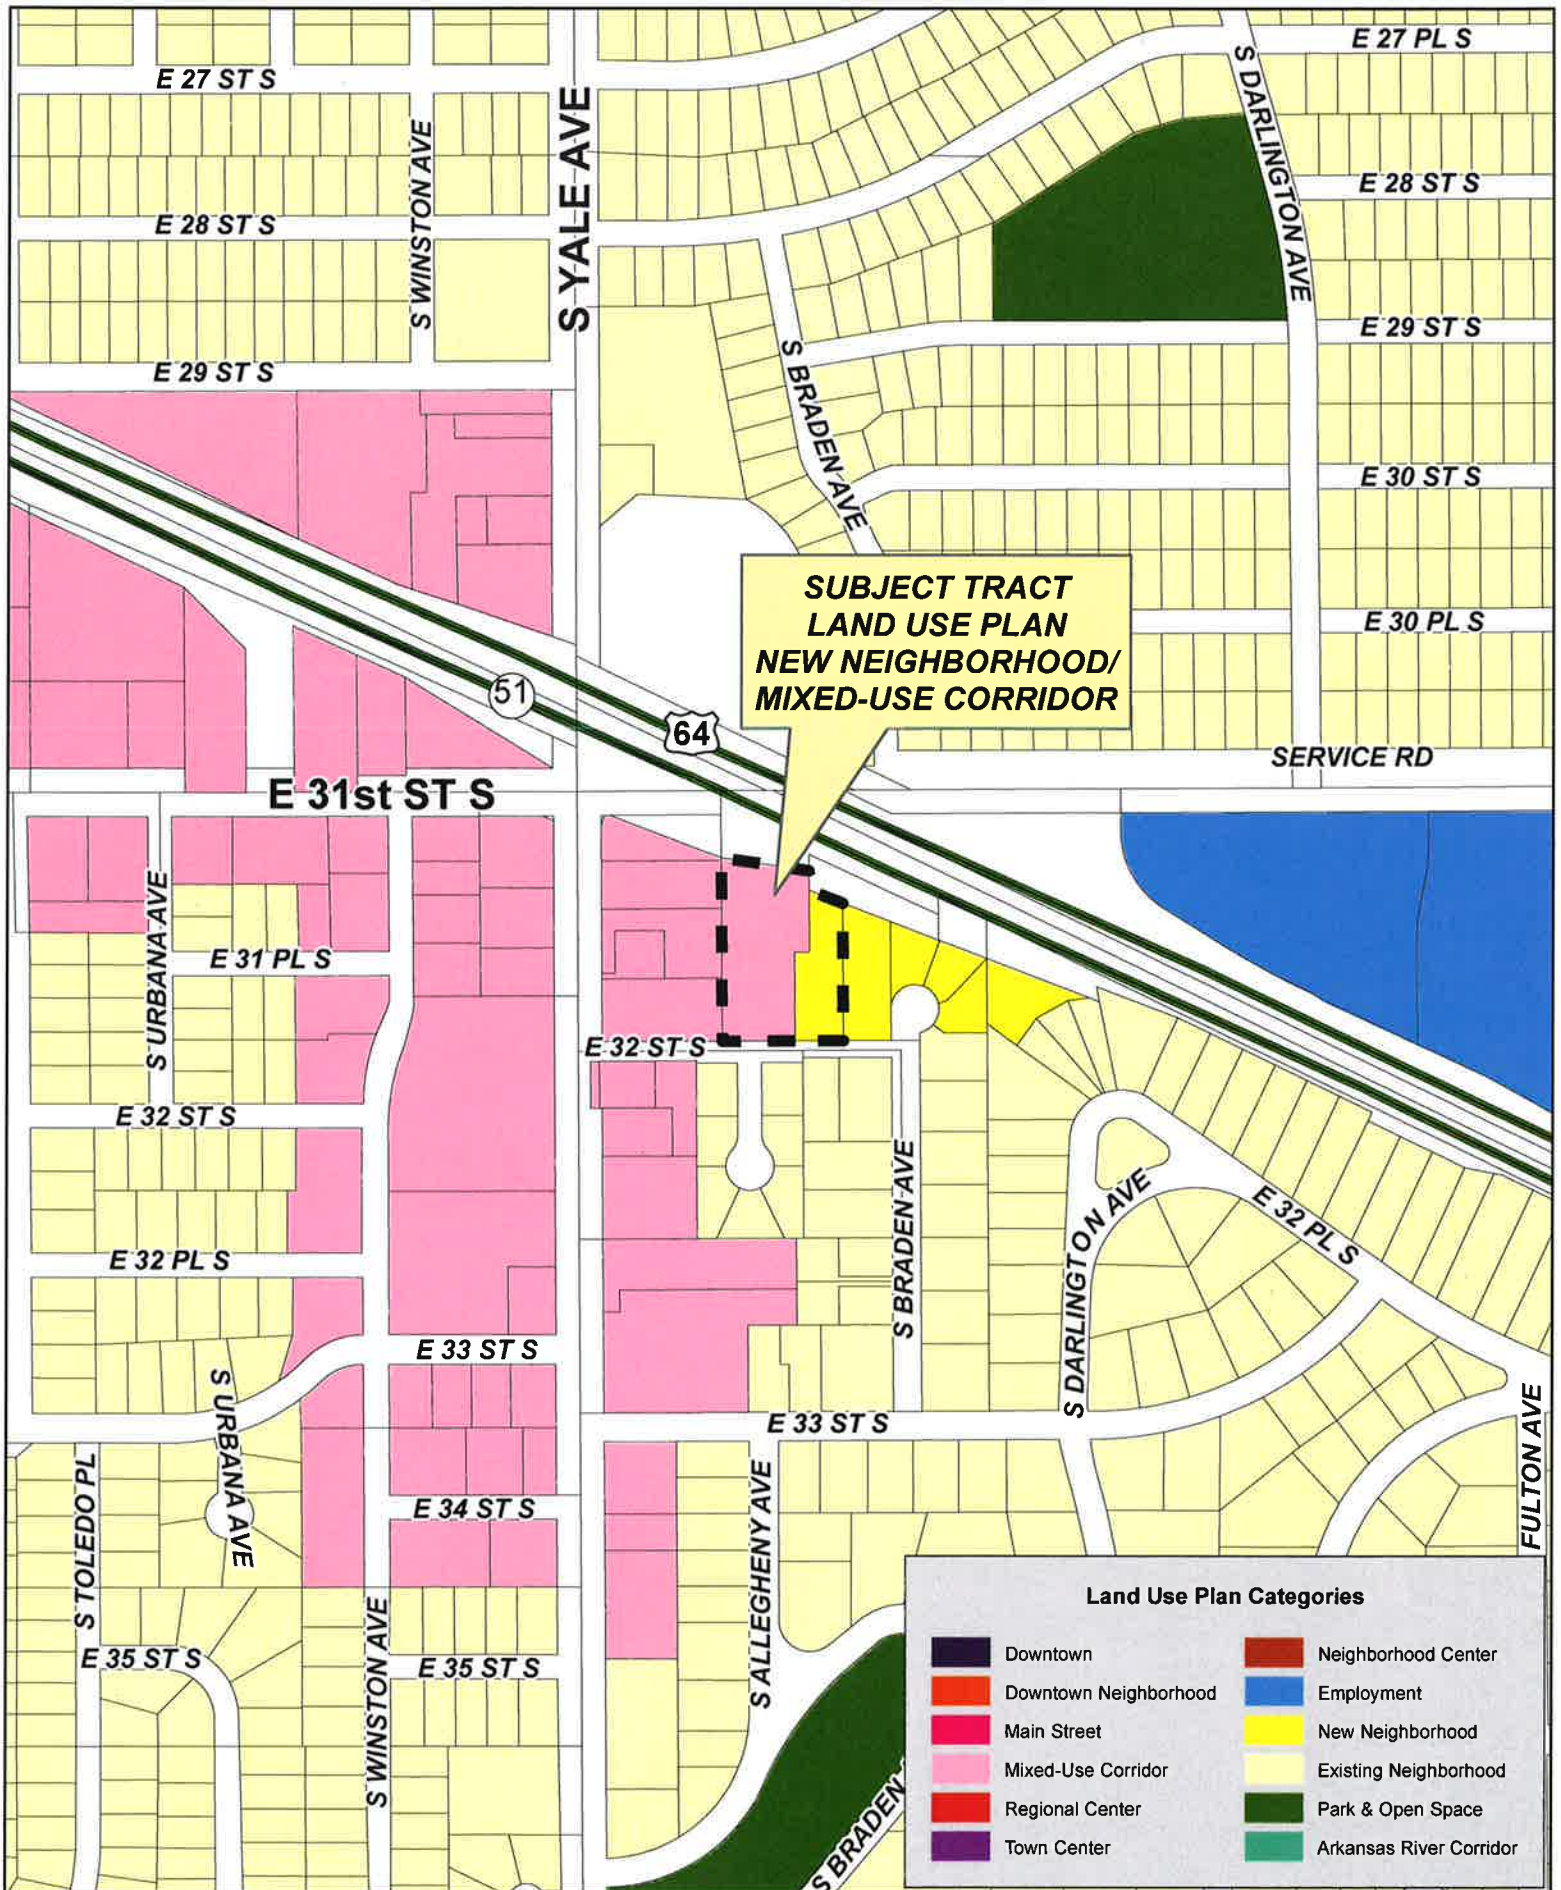 E 27 PL S
E 27 ST S
S DARLINGTON AVE
S WINSTON AVE
S YALE AVE
E 28 ST S
E 28 ST S
E 29 ST S
E 29 ST S
S BRADEN AVE
E 30 ST S
SUBJECT TRACT
LAND USE PLAN
NEW NEIGHBORHOOD/
MIXED-USE CORRIDOR
E 30 PL S
51
64
SERVICE RD
E 31st ST S
S URBANA AVE
E 31 PL S
E 32 ST S
E 32 ST S
S BRADEN AVE
S DARLINGTON AVE
E 32 PL S
E 32 PL S
E 33 ST S
S URBANA AVE
E 33 ST S
FULTON AVE
S TOLEDO PL
E 34 ST S
S ALLEGHENY AVE
S WINSTON AVE
E 35 ST S
E 35 ST S
S BRADEN
Land Use Plan Categories
Downtown
Downtown Neighborhood
Main Street
Mixed-Use Corridor
Regional Center
Town Center
Neighborhood Center
Employment
New Neighborhood
Existing Neighborhood
Park & Open Space
Arkansas River Corridor